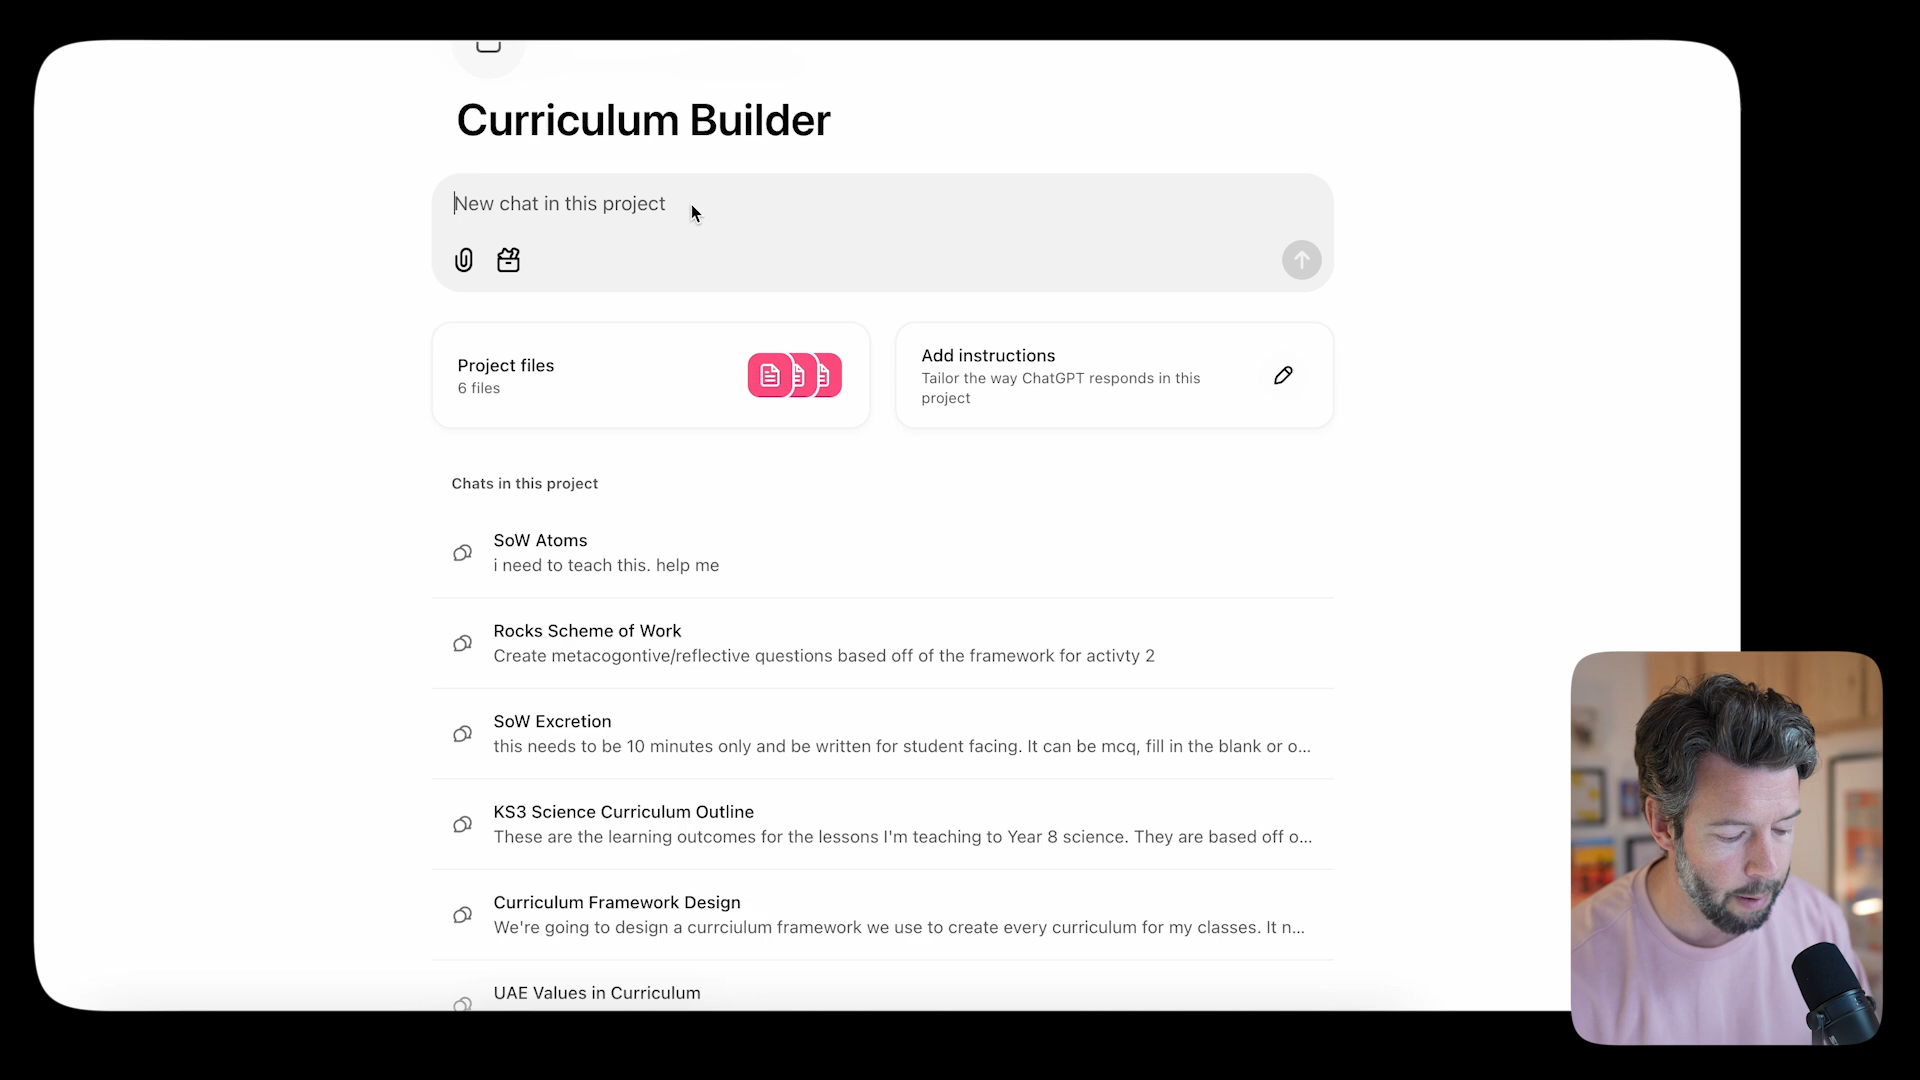 Curriculum Builder
New chat in this project
Project files
6 files
Add instructions
Tailor the way ChatGPT responds in this
project
Chats in this project
SoW Atoms
i need to teach this. help me
Rocks Scheme of Work
Create metacogontive/reflective questions based off of the framework for activty 2
SoW Excretion
this needs to be 10 minutes only and be written for student facing. It can be mcq, fill in the blank or o...
KS3 Science Curriculum Outline
These are the learning outcomes for the lessons I'm teaching to Year 8 science. They are based off o...
Curriculum Framework Design
We're going to design a currciulum framework we use to create every curriculum for my classes. It n...
UAE Values in Curriculum